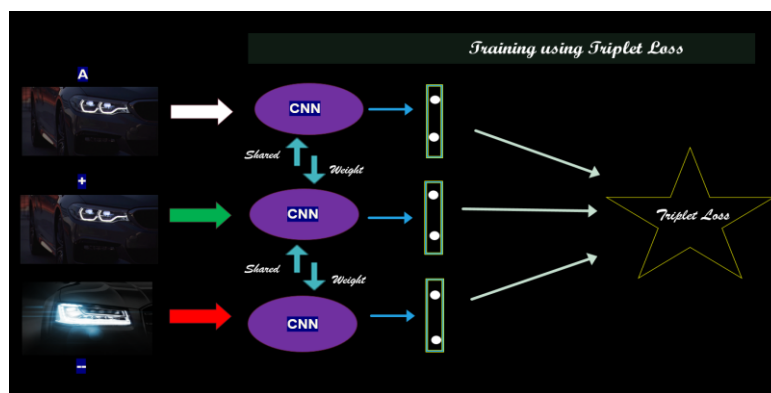 Training using Triplet Loss
A
CNN
Shared
Weight
+
CNN
Triplet Loss
Shared
Weight
CNN
--